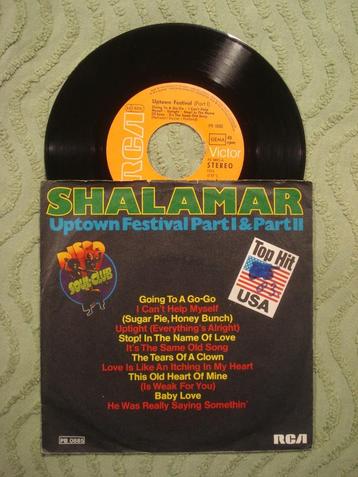 Uptown Festival (Part I)
RCA
Victor
GEMA
45
rpm
STEREO
SHALAMAR
Uptown Festival Part I & Part II
DISCO
SOUL-CLUB
Top Hit
USA
Going To A Go-Go
I Can't Help Myself
(Sugar Pie, Honey Bunch)
Uptight (Everything's Alright)
Stop! In The Name Of Love
It's The Same Old Song
The Tears Of A Clown
Love Is Like An Itching In My Heart
This Old Heart Of Mine
(Is Weak For You)
Baby Love
He Was Really Saying Somethin'
PB 0885
RCA